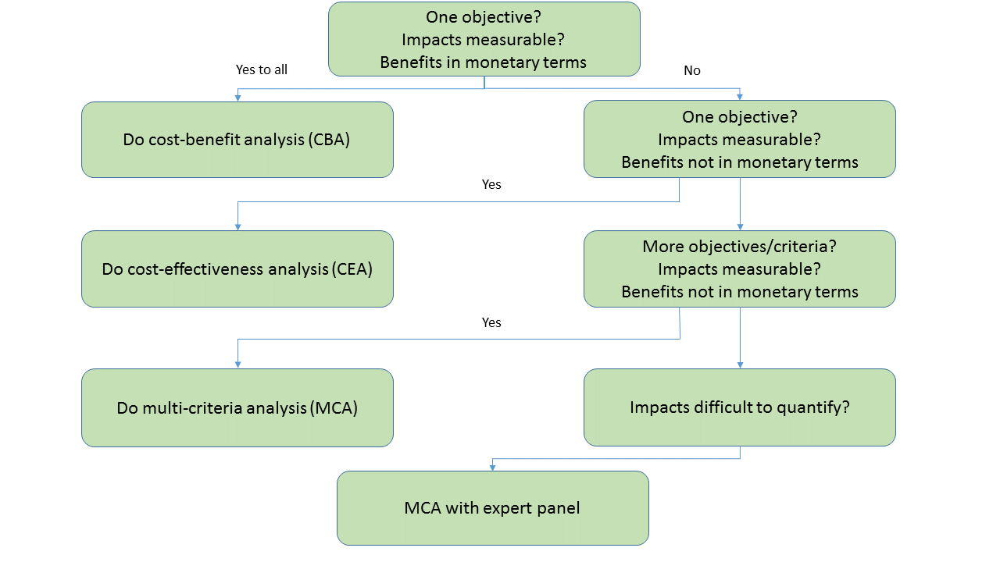 One objective?
Impacts measurable?
Benefits in monetary terms
Yes to all
No
Do cost-benefit analysis (CBA)
One objective?
Impacts measurable?
Benefits not in monetary terms
Yes
Do cost-effectiveness analysis (CEA)
More objectives/criteria?
Impacts measurable?
Benefits not in monetary terms
Yes
Do multi-criteria analysis (MCA)
Impacts difficult to quantify?
MCA with expert panel